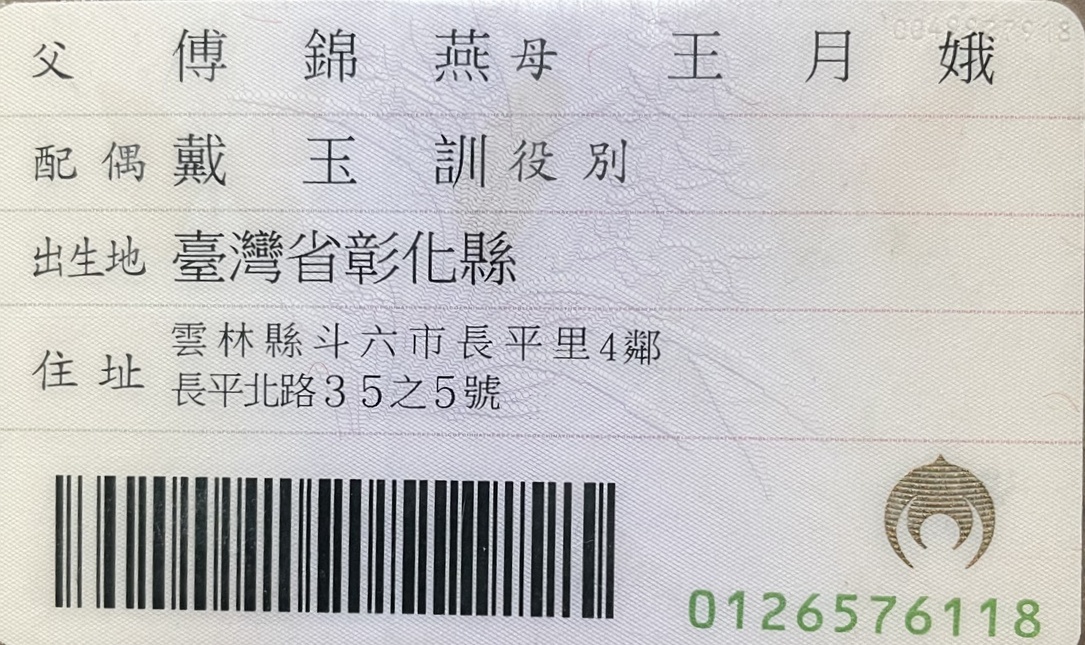 父 傅錦燕 母 王月娥
配偶 戴玉訓 役別
出生地 臺灣省彰化縣
住址 雲林縣斗六市長平里4鄰
長平北路35之5號
0126576118